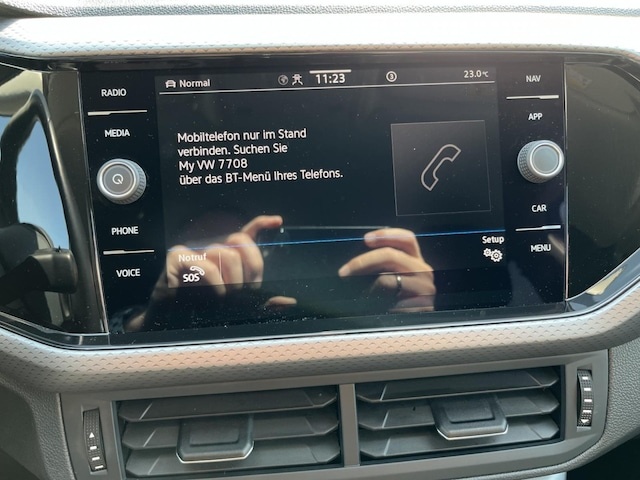 RADIO
MEDIA
PHONE
VOICE
Normal
11:23
3
23.0°C
Mobiltelefon nur im Stand
verbinden. Suchen Sie
My VW 7708
über das BT-Menü Ihres Telefons.
Notruf
SOS
Setup
NAV
APP
CAR
MENU